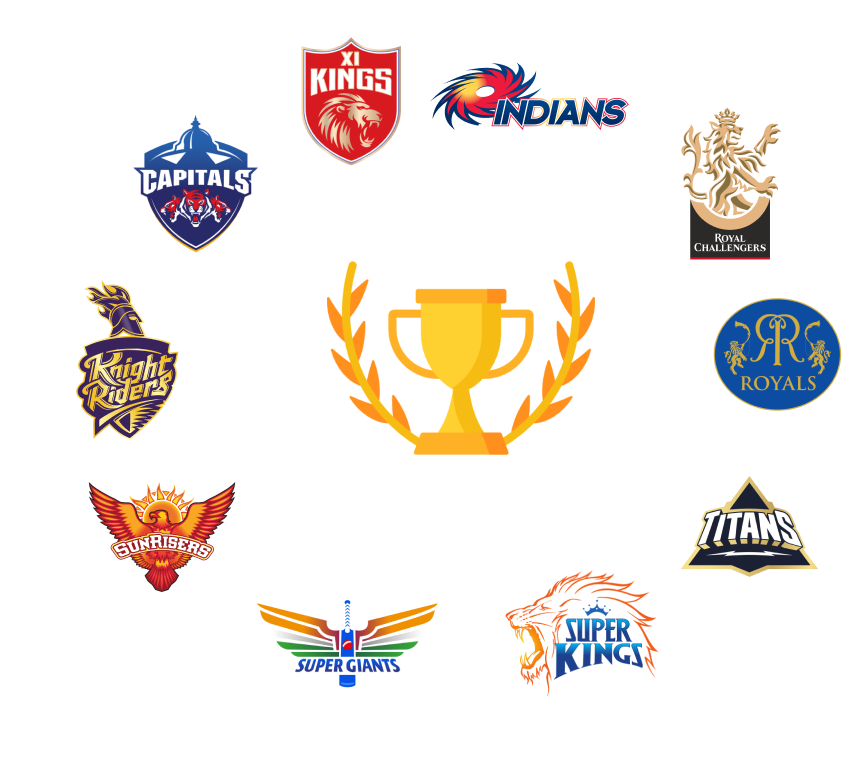 XI
KINGS
INDIANS
CAPITALS
ROYAL
CHALLENGERS
Knight
Riders
RR
ROYALS
SUNRISERS
TITANS
SUPER GIANTS
SUPER
KINGS